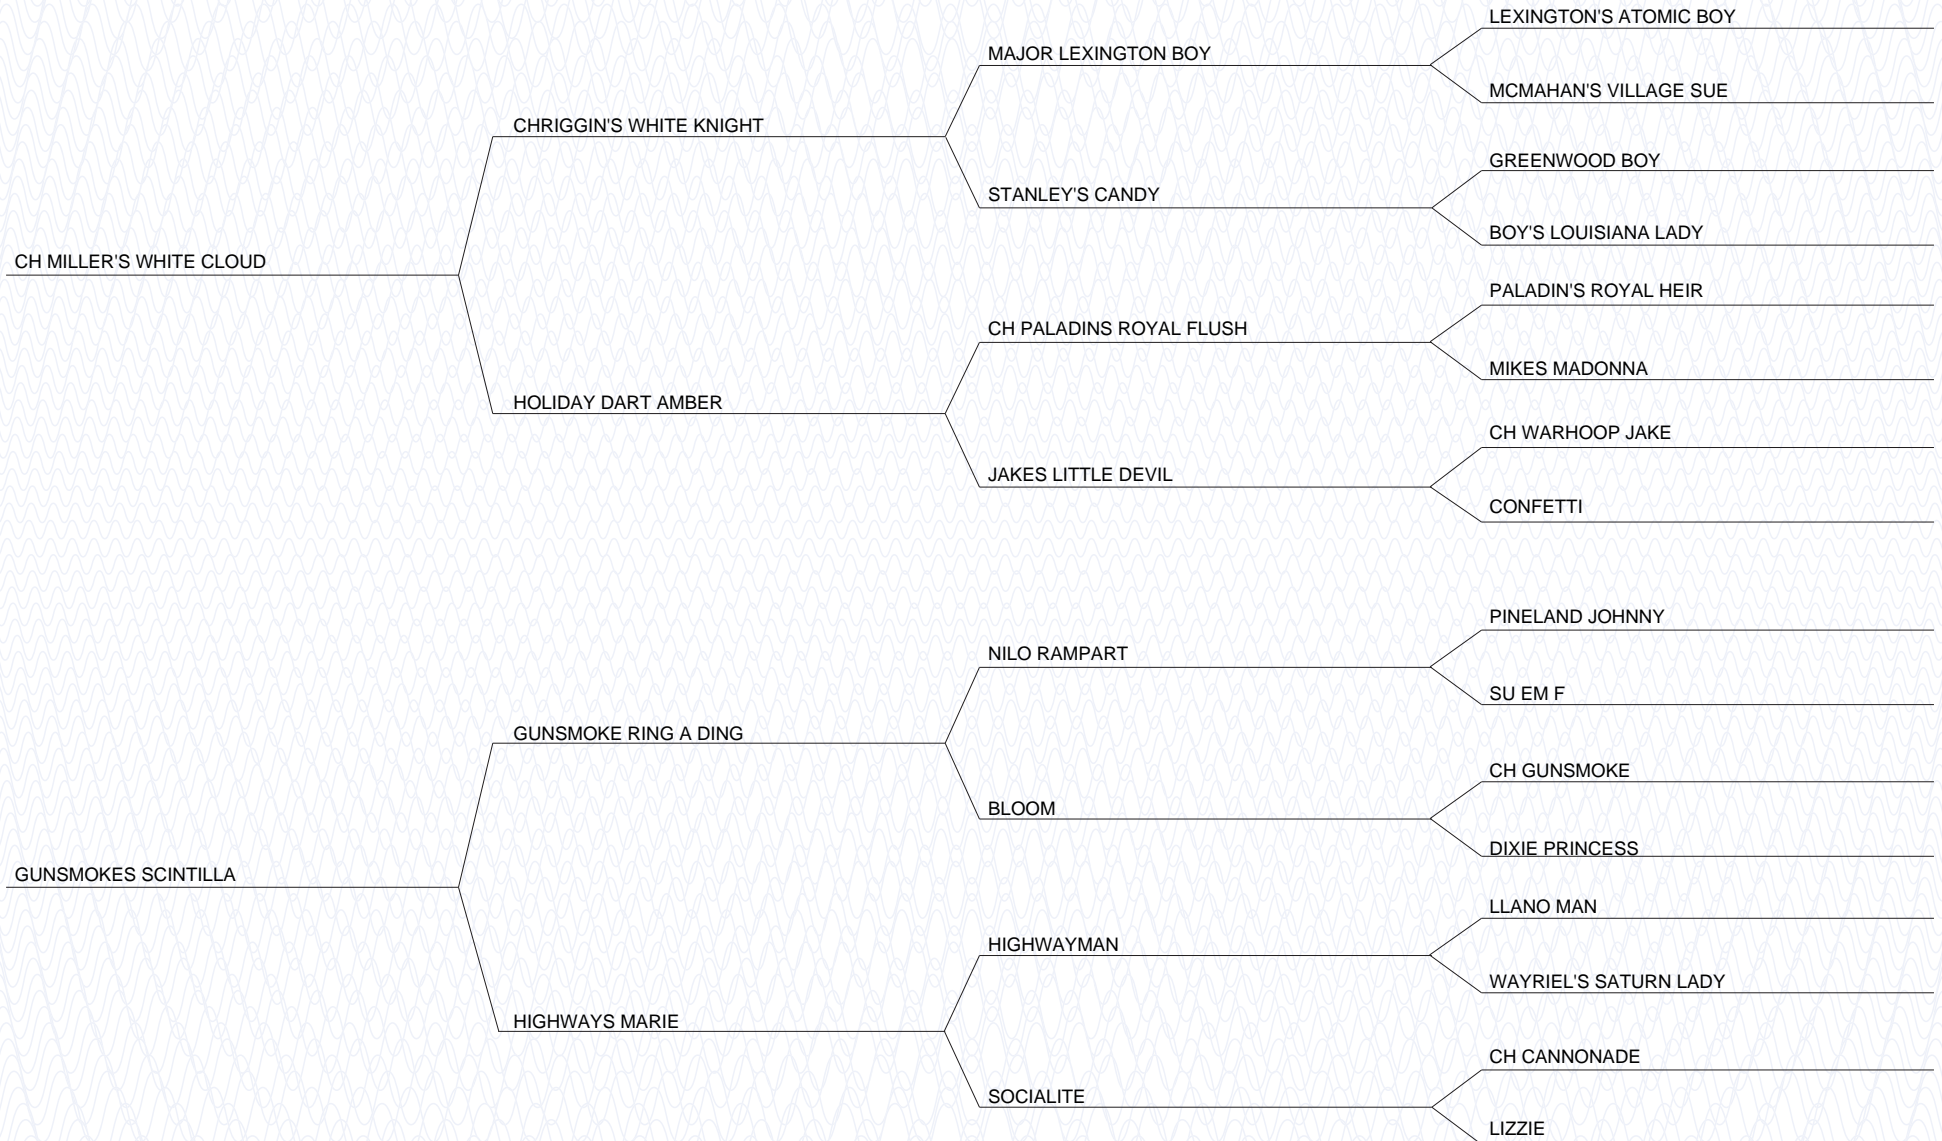 LEXINGTON'S ATOMIC BOY
MAJOR LEXINGTON BOY
MCMAHAN'S VILLAGE SUE
CHRIGGIN'S WHITE KNIGHT
GREENWOOD BOY
STANLEY'S CANDY
BOY'S LOUISIANA LADY
CH MILLER'S WHITE CLOUD
PALADIN'S ROYAL HEIR
CH PALADINS ROYAL FLUSH
MIKES MADONNA
HOLIDAY DART AMBER
CH WARHOOP JAKE
JAKES LITTLE DEVIL
CONFETTI
PINELAND JOHNNY
NILO RAMPART
SU EM F
GUNSMOKE RING A DING
CH GUNSMOKE
BLOOM
DIXIE PRINCESS
GUNSMOKES SCINTILLA
LLANO MAN
HIGHWAYMAN
WAYRIEL'S SATURN LADY
HIGHWAYS MARIE
CH CANNONADE
SOCIALITE
LIZZIE